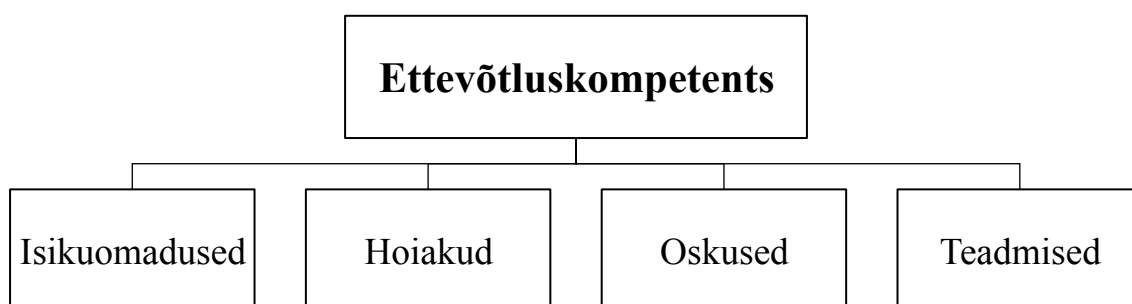 Ettevõtluskompetents
Isikuomadused
Hoiakud
Oskused
Teadmised